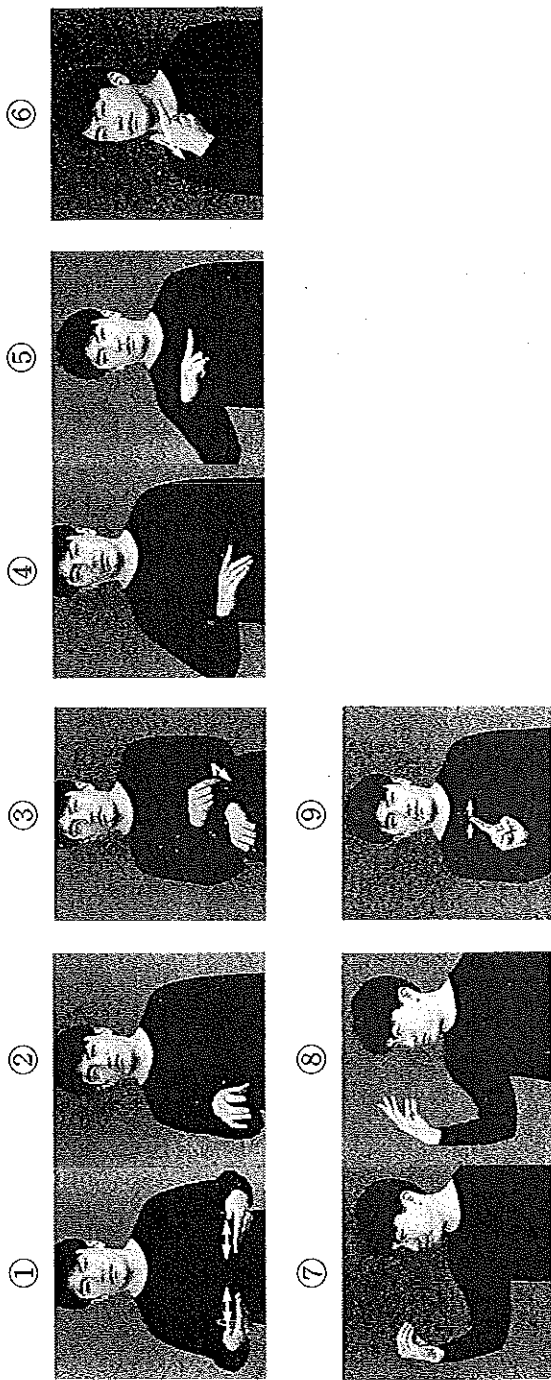 ① ② ③ ④ ⑤ ⑥
⑦ ⑧ ⑨